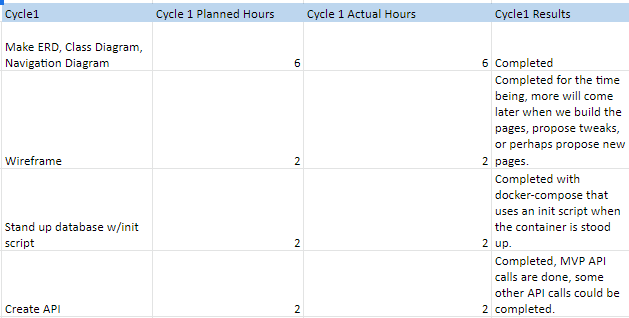 Cycle1 Cycle 1 Planned Hours Cycle 1 Actual Hours Cycle1 Results
Make ERD, Class Diagram,
Navigation Diagram 6 6 Completed
Completed for the time
being, more will come
later when we build the
pages, propose tweaks,
or perhaps propose new
Wireframe 2 2 pages.
Completed with
docker-compose that
uses an init script when
Stand up database w/init the container is stood
script 2 2 up.
Completed, MVP API
calls are done, some
other API calls could be
Create API 2 2 completed.